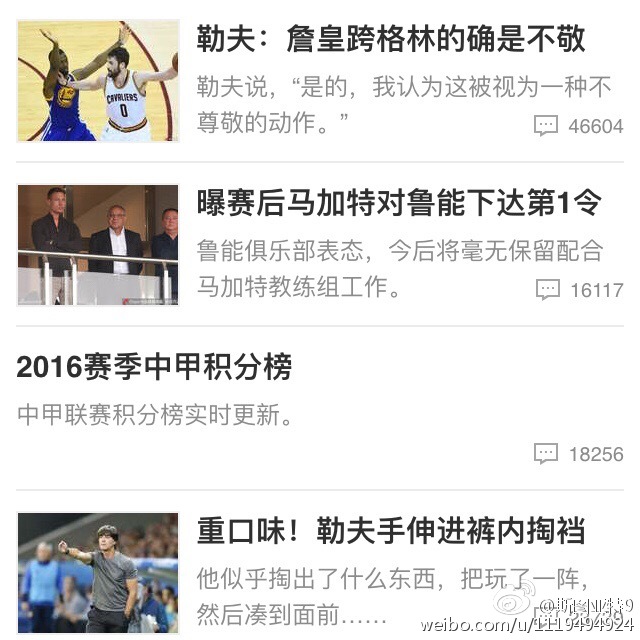 勒夫：詹皇跨格林的确是不敬
勒夫说，“是的，我认为这被视为一种不
尊敬的动作。”
46604
CAVALIERS
0
曝赛后马加特对鲁能下达第1令
鲁能俱乐部表态，今后将毫无保留配合
马加特教练组工作。
16117
2016赛季中甲积分榜
中甲联赛积分榜实时更新。
18256
重口味！勒夫手伸进裤内掏裆
他似乎掏出了什么东西，把玩了一阵，
然后凑到面前……
weibo.com/u/1119494924